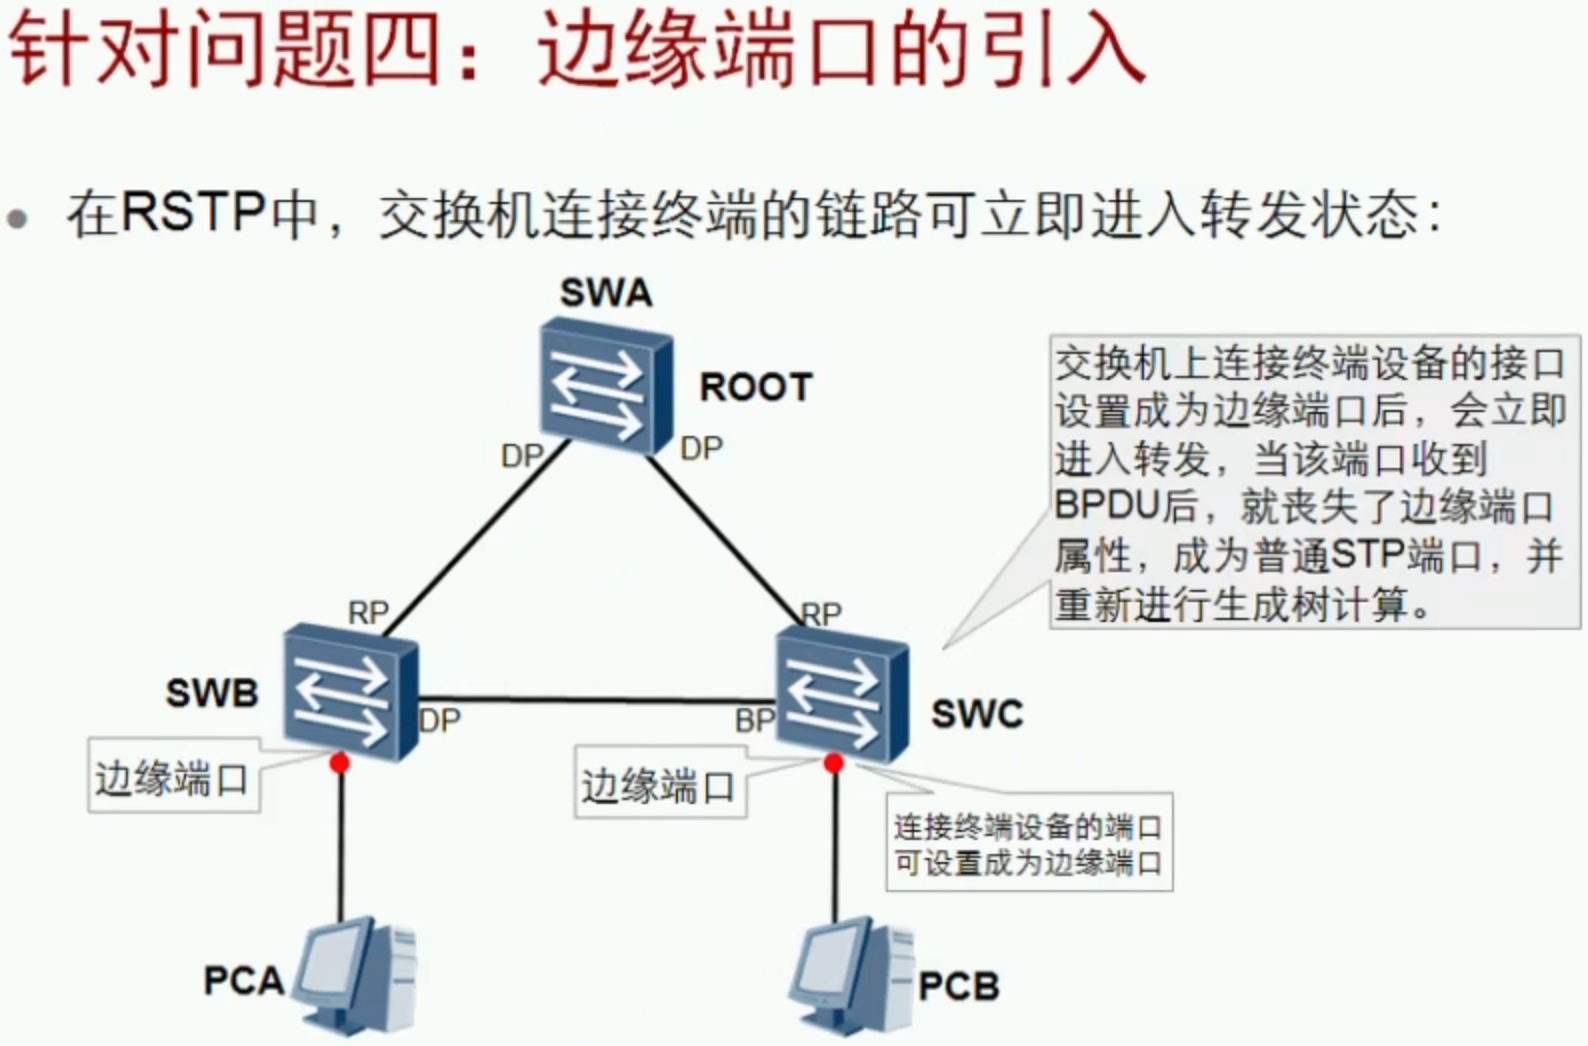 针对问题四：边缘端口的引入
在RSTP中，交换机连接终端的链路可立即进入转发状态：
SWA
ROOT
DP
DP
交换机上连接终端设备的接口
设置成为边缘端口后，会立即
进入转发，当该端口收到
BPDU后，就丧失了边缘端口
属性，成为普通STP端口，并
重新进行生成树计算。
RP
RP
SWB
DP
BP
SWC
边缘端口
边缘端口
连接终端设备的端口
可设置成为边缘端口
PCA
PCB